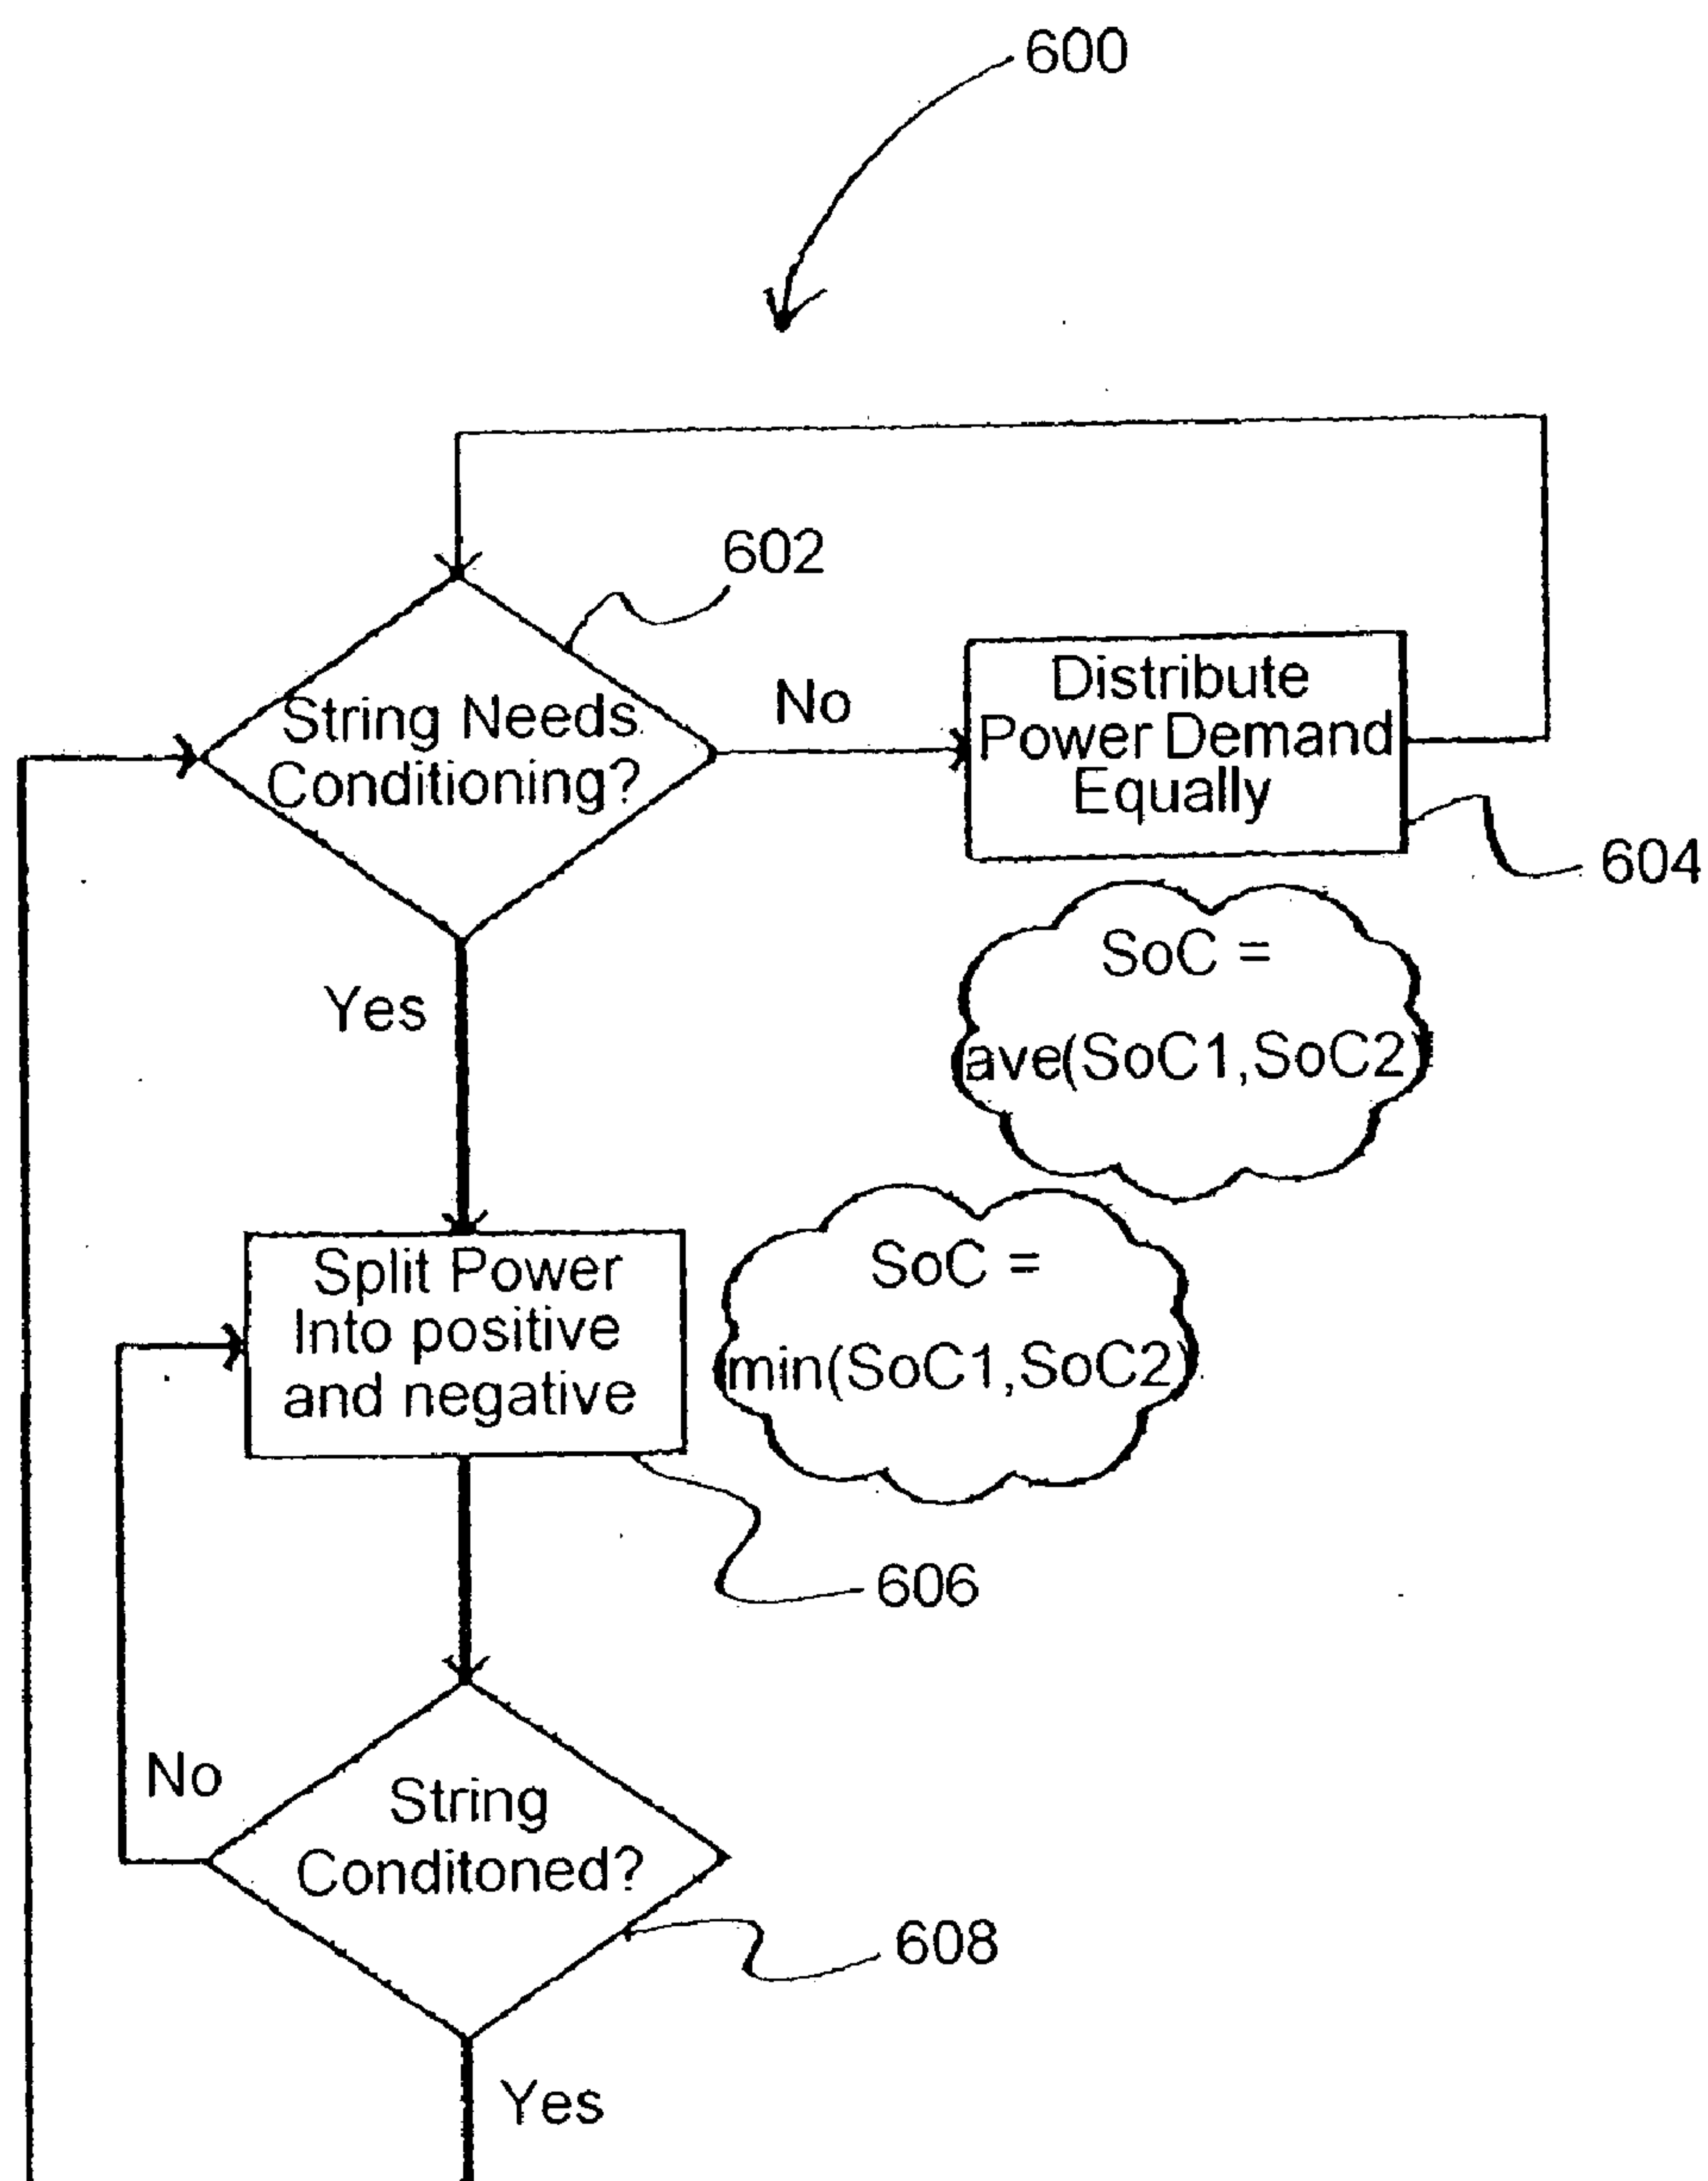 600
602
String Needs
Conditioning?
No
Distribute
Power Demand
Equally
604
SoC =
ave(SoC1,SoC2)
Yes
Split Power
Into positive
and negative
SoC =
min(SoC1,SoC2)
606
No
String
Conditoned?
608
Yes